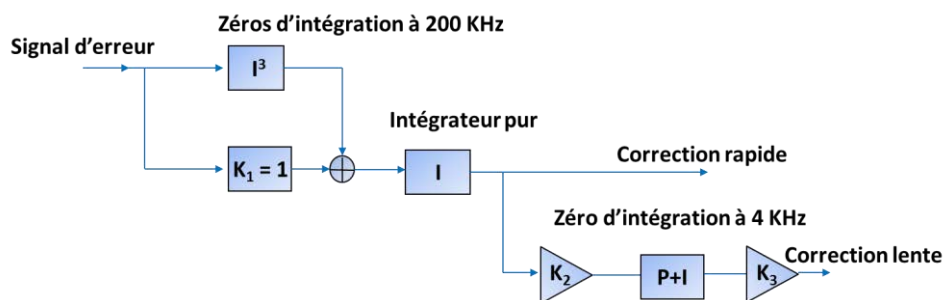 Zéros d'intégration à 200 KHz
Signal d'erreur
I³
Intégrateur pur
K₁ = 1
I
Correction rapide
Zéro d'intégration à 4 KHz
Correction lente
K₂
P+I
K₃